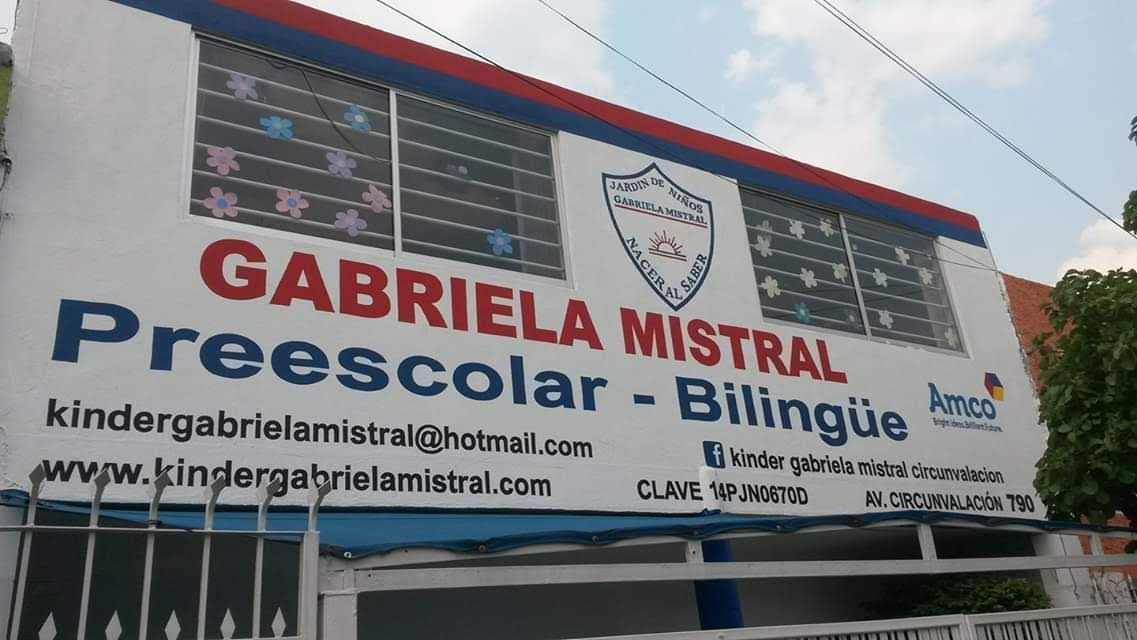 JARDIN DE NIÑOS
GABRIELA MISTRAL
NACER AL SABER
GABRIELA MISTRAL
Preescolar - Bilingüe
Amco
Bright ideas. Brilliant Future.
kindergabrielamistral@hotmail.com
f kinder gabriela mistral circunvalacion
www.kindergabrielamistral.com
CLAVE 14PJN0670D
AV. CIRCUNVALACIÓN 790